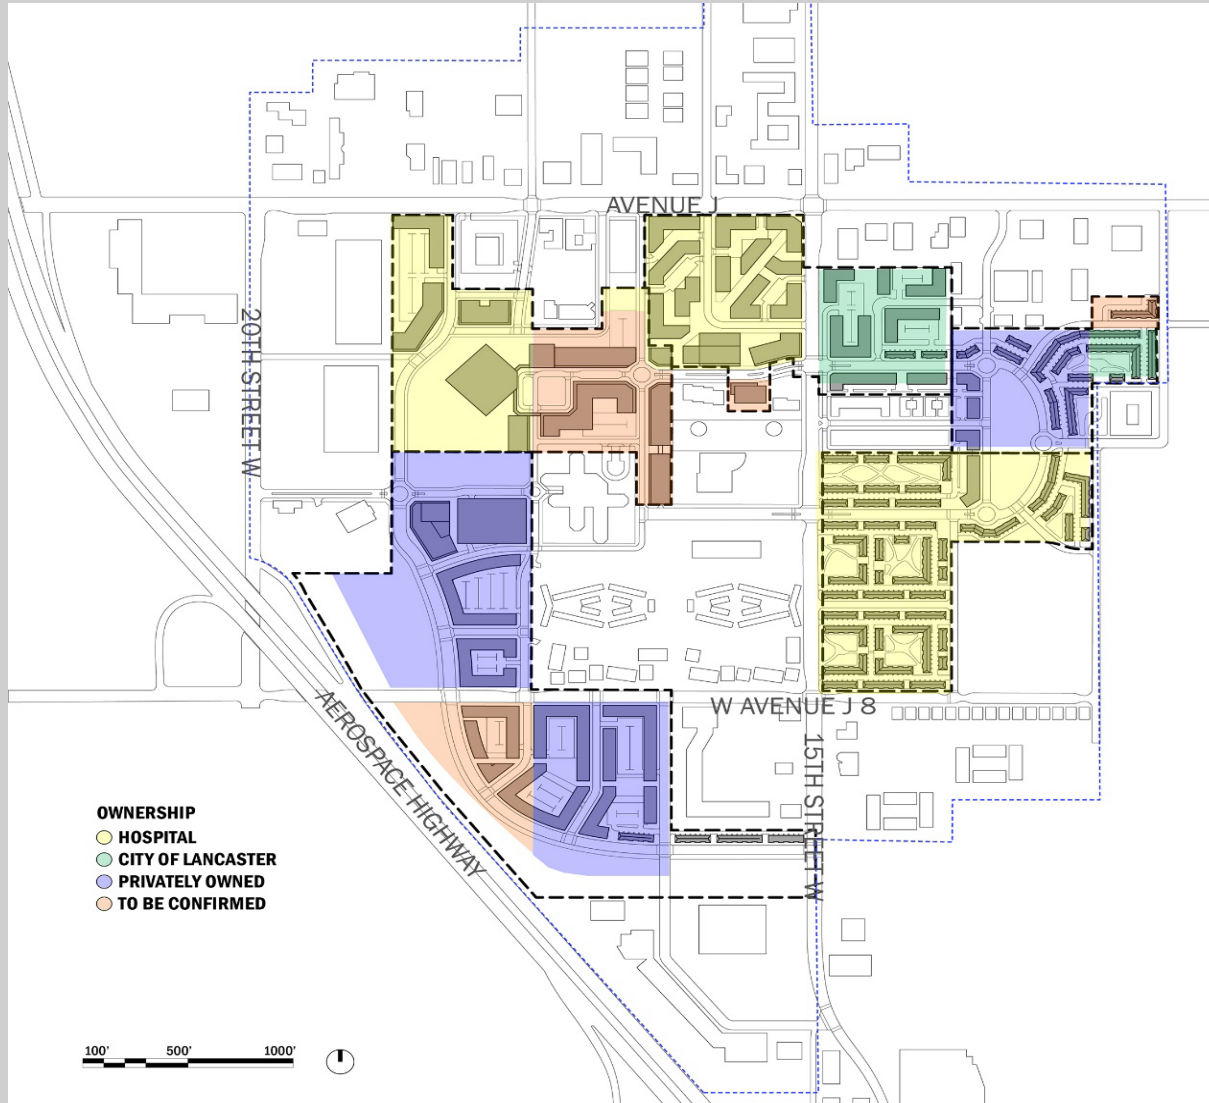 AVENUE J
20TH STREET W
W AVENUE J 8
15TH STREET W
AEROSPACE HIGHWAY
OWNERSHIP
HOSPITAL
CITY OF LANCASTER
PRIVATELY OWNED
TO BE CONFIRMED
100' 500' 1000'